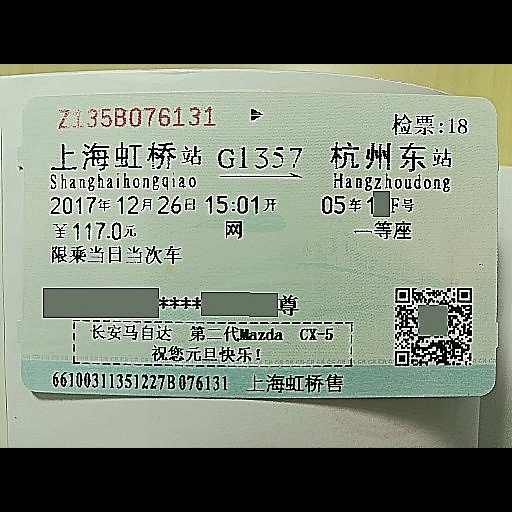 Z135B076131 检票:18
上海虹桥站 G1357 杭州东站
Shanghaihongqiao Hangzhoudong
2017年12月26日15:01开 05车1 F号
¥117.0元 网 一等座
限乘当日当次车
****尊
长安马自达 第二代Mazda CX-5
祝您元旦快乐!
66100311351227B076131 上海虹桥售